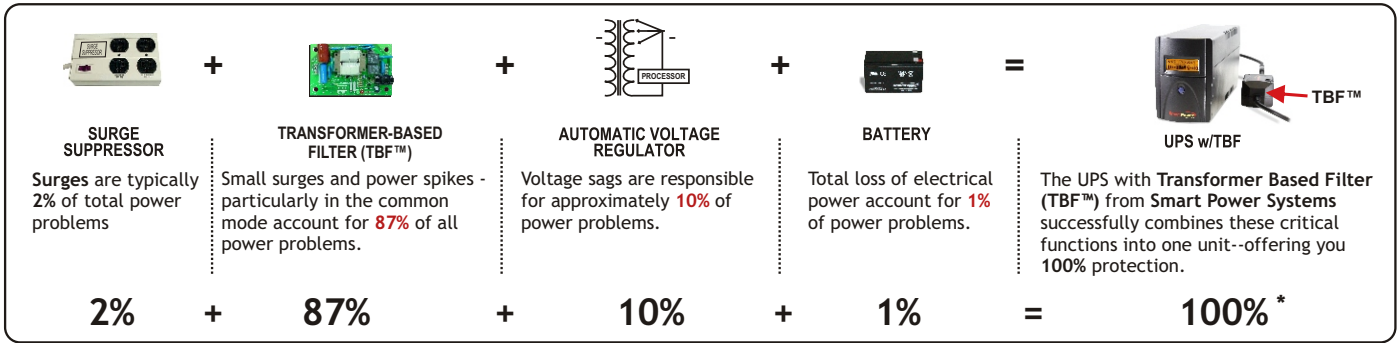 SURGE
SUPPRESSOR
+
+
PROCESSOR
+
=
TBF™
SURGE
SUPPRESSOR
Surges are typically
2% of total power
problems
TRANSFORMER-BASED
FILTER (TBF™)
Small surges and power spikes -
particularly in the common
mode account for 87% of all
power problems.
AUTOMATIC VOLTAGE
REGULATOR
Voltage sags are responsible
for approximately 10% of
power problems.
BATTERY
Total loss of electrical
power account for 1%
of power problems.
UPS w/TBF
The UPS with Transformer Based Filter
(TBF™) from Smart Power Systems
successfully combines these critical
functions into one unit--offering you
100% protection.
2% + 87% + 10% + 1% = 100% *